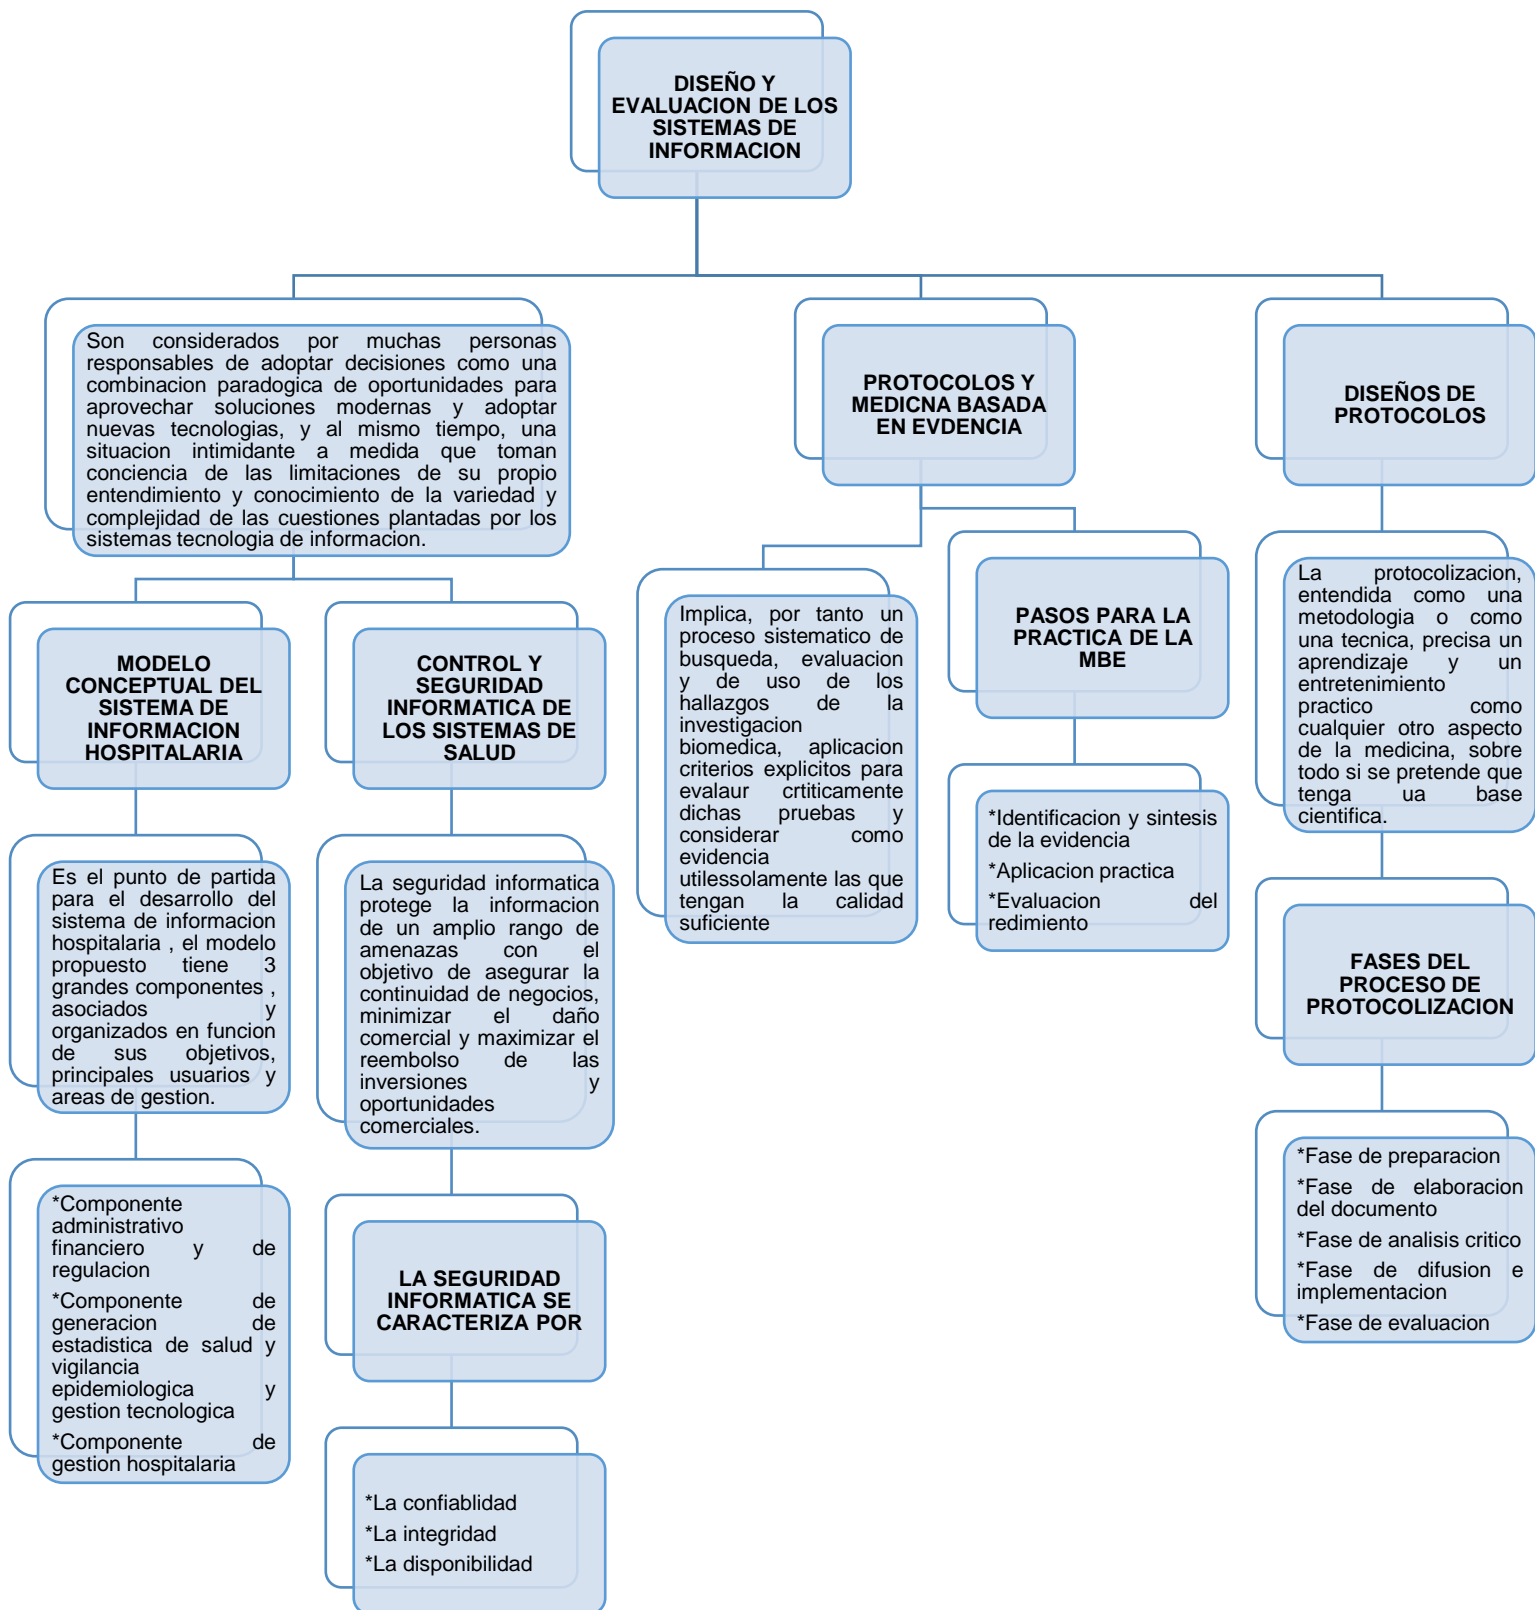 DISEÑO Y
EVALUACION DE LOS
SISTEMAS DE
INFORMACION
Son considerados por muchas personas
responsables de adoptar decisiones como una
combinacion paradogica de oportunidades para
aprovechar soluciones modernas y adoptar
nuevas tecnologias, y al mismo tiempo, una
situacion intimidante a medida que toman
conciencia de las limitaciones de su propio
entendimiento y conocimiento de la variedad y
complejidad de las cuestiones plantadas por los
sistemas tecnologia de informacion.
MODELO
CONCEPTUAL DEL
SISTEMA DE
INFORMACION
HOSPITALARIA
Es el punto de partida
para el desarrollo del
sistema de informacion
hospitalaria , el modelo
propuesto tiene 3
grandes componentes ,
asociados y
organizados en funcion
de sus objetivos,
principales usuarios y
areas de gestion.
*Componente
administrativo
financiero y de
regulacion
*Componente de
generacion de
estadistica de salud y
vigilancia
epidemiologica y
gestion tecnologica
*Componente de
gestion hospitalaria
CONTROL Y
SEGURIDAD
INFORMATICA DE
LOS SISTEMAS DE
SALUD
La seguridad informatica
protege la informacion
de un amplio rango de
amenazas con el
objetivo de asegurar la
continuidad de negocios,
minimizar el daño
comercial y maximizar el
reembolso de las
inversiones y
oportunidades
comerciales.
LA SEGURIDAD
INFORMATICA SE
CARACTERIZA POR
*La confiablidad
*La integridad
*La disponibilidad
PROTOCOLOS Y
MEDICNA BASADA
EN EVDENCIA
Implica, por tanto un
proceso sistematico de
busqueda, evaluacion
y de uso de los
hallazgos de la
investigacion
biomedica, aplicacion
criterios explicitos para
evalaur crtiticamente
dichas pruebas y
considerar como
evidencia
utilessolamente las que
tengan la calidad
suficiente
PASOS PARA LA
PRACTICA DE LA
MBE
*Identificacion y sintesis
de la evidencia
*Aplicacion practica
*Evaluacion del
redimiento
DISEÑOS DE
PROTOCOLOS
La protocolizacion,
entendida como una
metodologia o como
una tecnica, precisa un
aprendizaje y un
entretenimiento
practico como
cualquier otro aspecto
de la medicina, sobre
todo si se pretende que
tenga ua base
cientifica.
FASES DEL
PROCESO DE
PROTOCOLIZACION
*Fase de preparacion
*Fase de elaboracion
del documento
*Fase de analisis critico
*Fase de difusion e
implementacion
*Fase de evaluacion